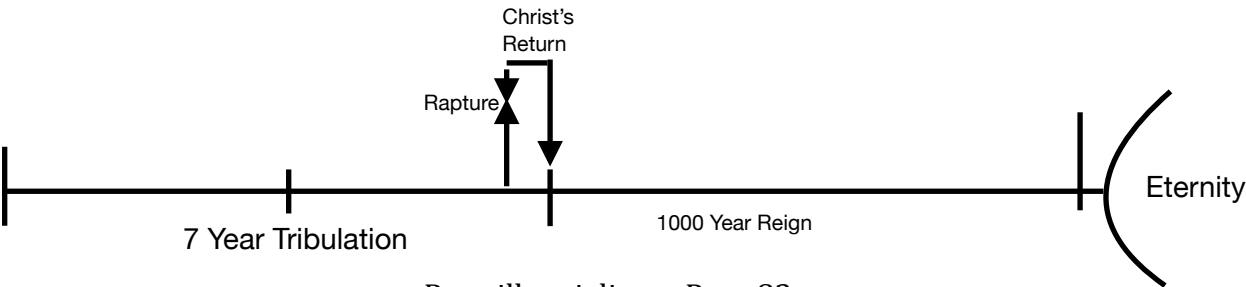 Christ's
Return
Rapture
Eternity
1000 Year Reign
7 Year Tribulation